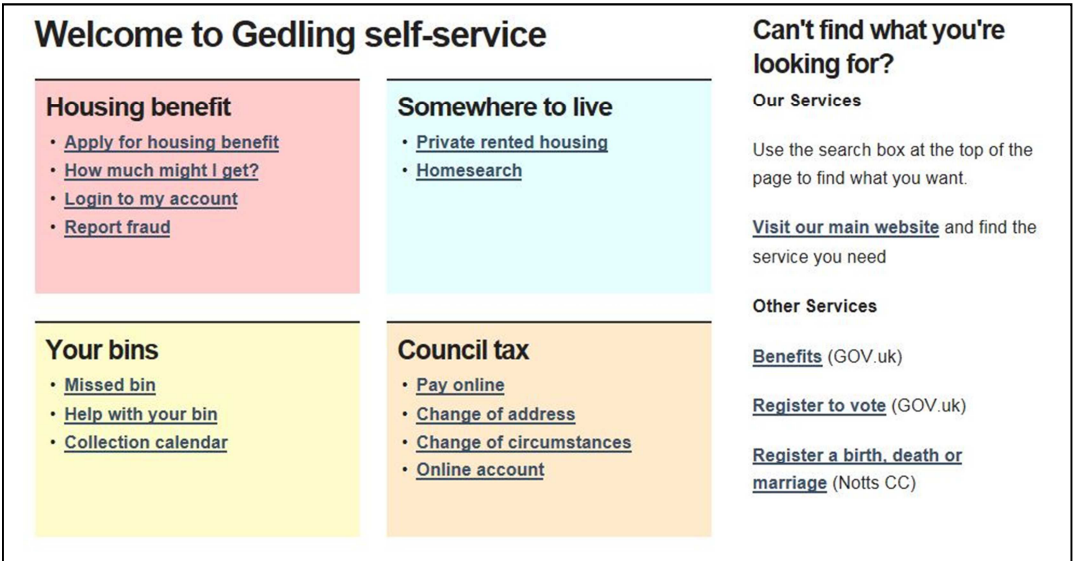 Welcome to Gedling self-service
Housing benefit
• Apply for housing benefit
• How much might I get?
• Login to my account
• Report fraud
Somewhere to live
• Private rented housing
• Homesearch
Your bins
• Missed bin
• Help with your bin
• Collection calendar
Council tax
• Pay online
• Change of address
• Change of circumstances
• Online account
Can't find what you're
looking for?
Our Services
Use the search box at the top of the
page to find what you want.
Visit our main website and find the
service you need
Other Services
Benefits (GOV.uk)
Register to vote (GOV.uk)
Register a birth, death or
marriage (Notts CC)